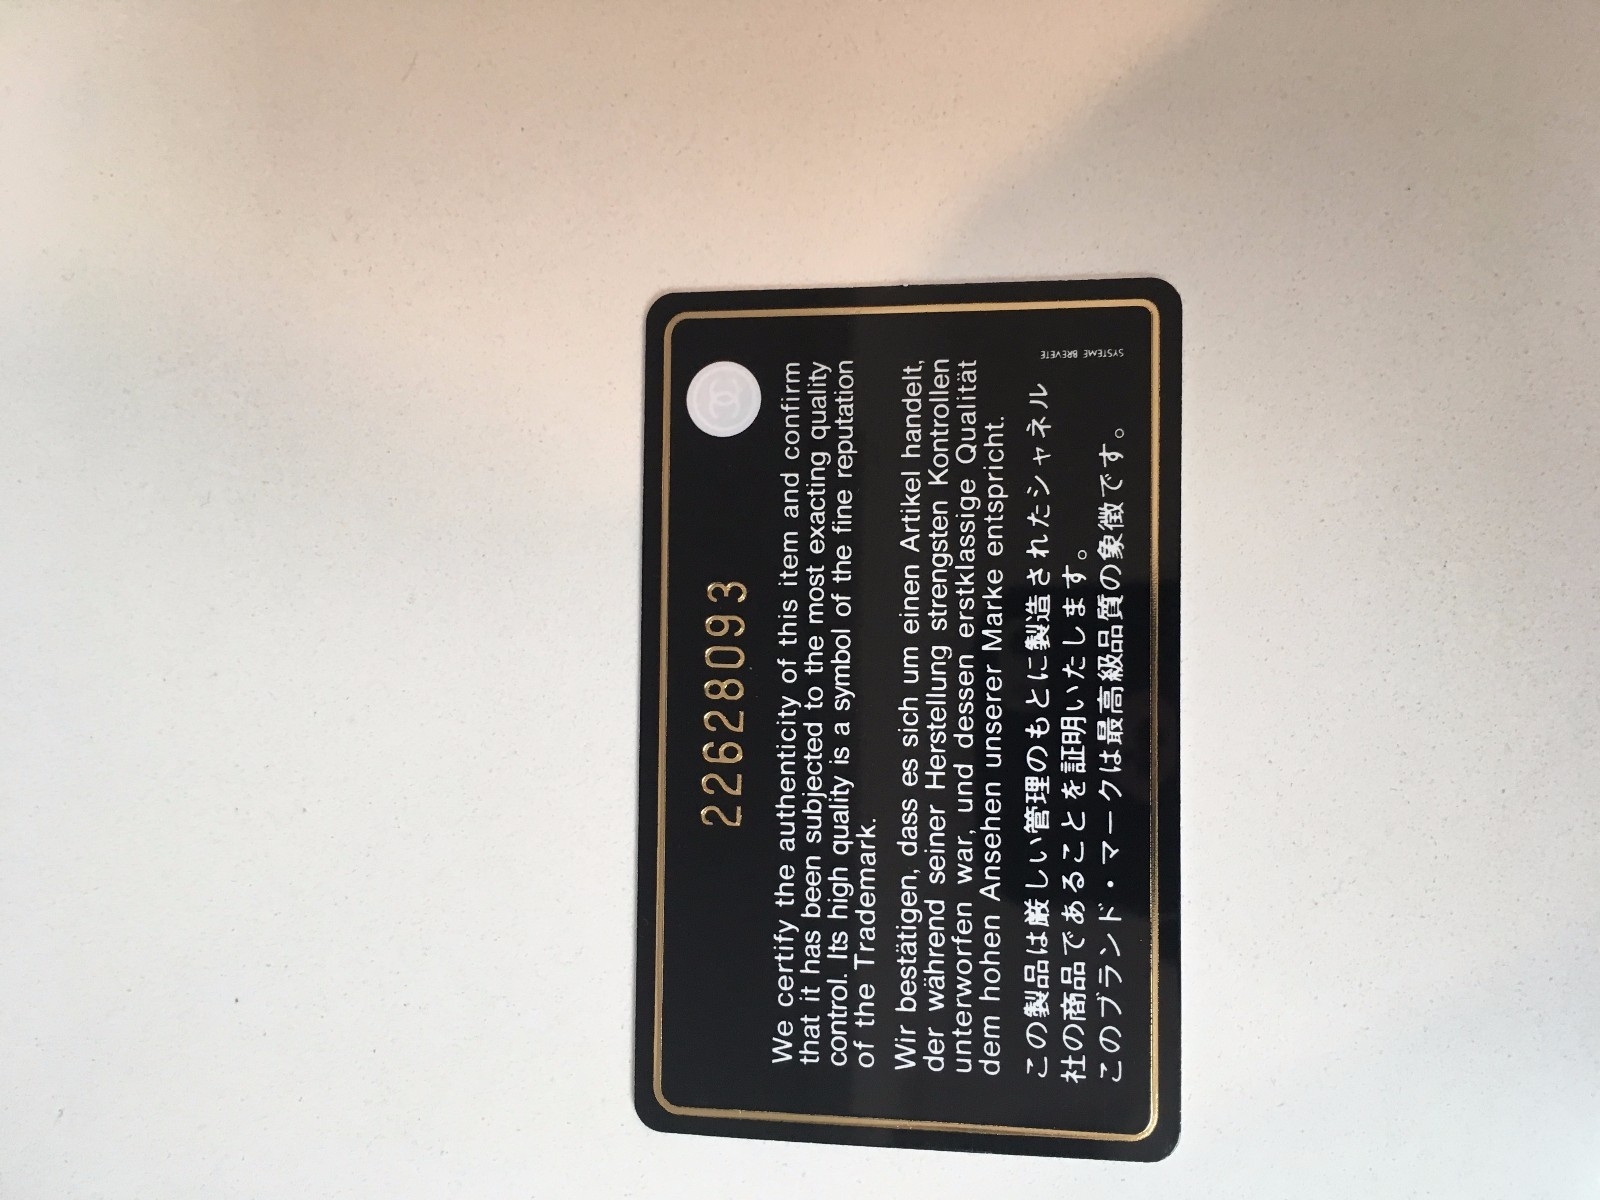 22628093
We certify the authenticity of this item and confirm
that it has been subjected to the most exacting quality
control. Its high quality is a symbol of the fine reputation
of the Trademark.
Wir bestätigen, dass es sich um einen Artikel handelt,
der während seiner Herstellung strengsten Kontrollen
unterworfen war, und dessen erstklassige Qualität
dem hohen Ansehen unserer Marke entspricht.
この製品は厳しい管理のもとに製造されたシャネル
社の商品であることを証明いたします。
このブランド・マークは最高級品質の象徴です。
SYSTEME BREVETE